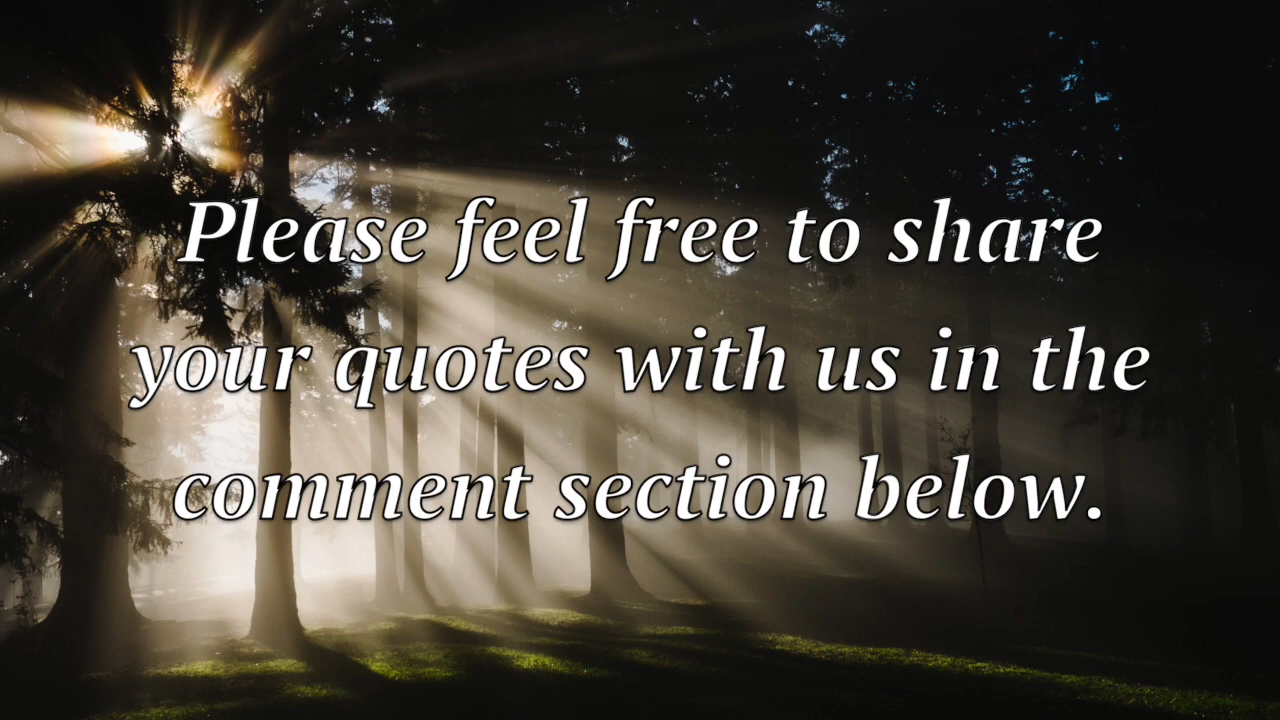 Please feel free to share
your quotes with us in the
comment section below.